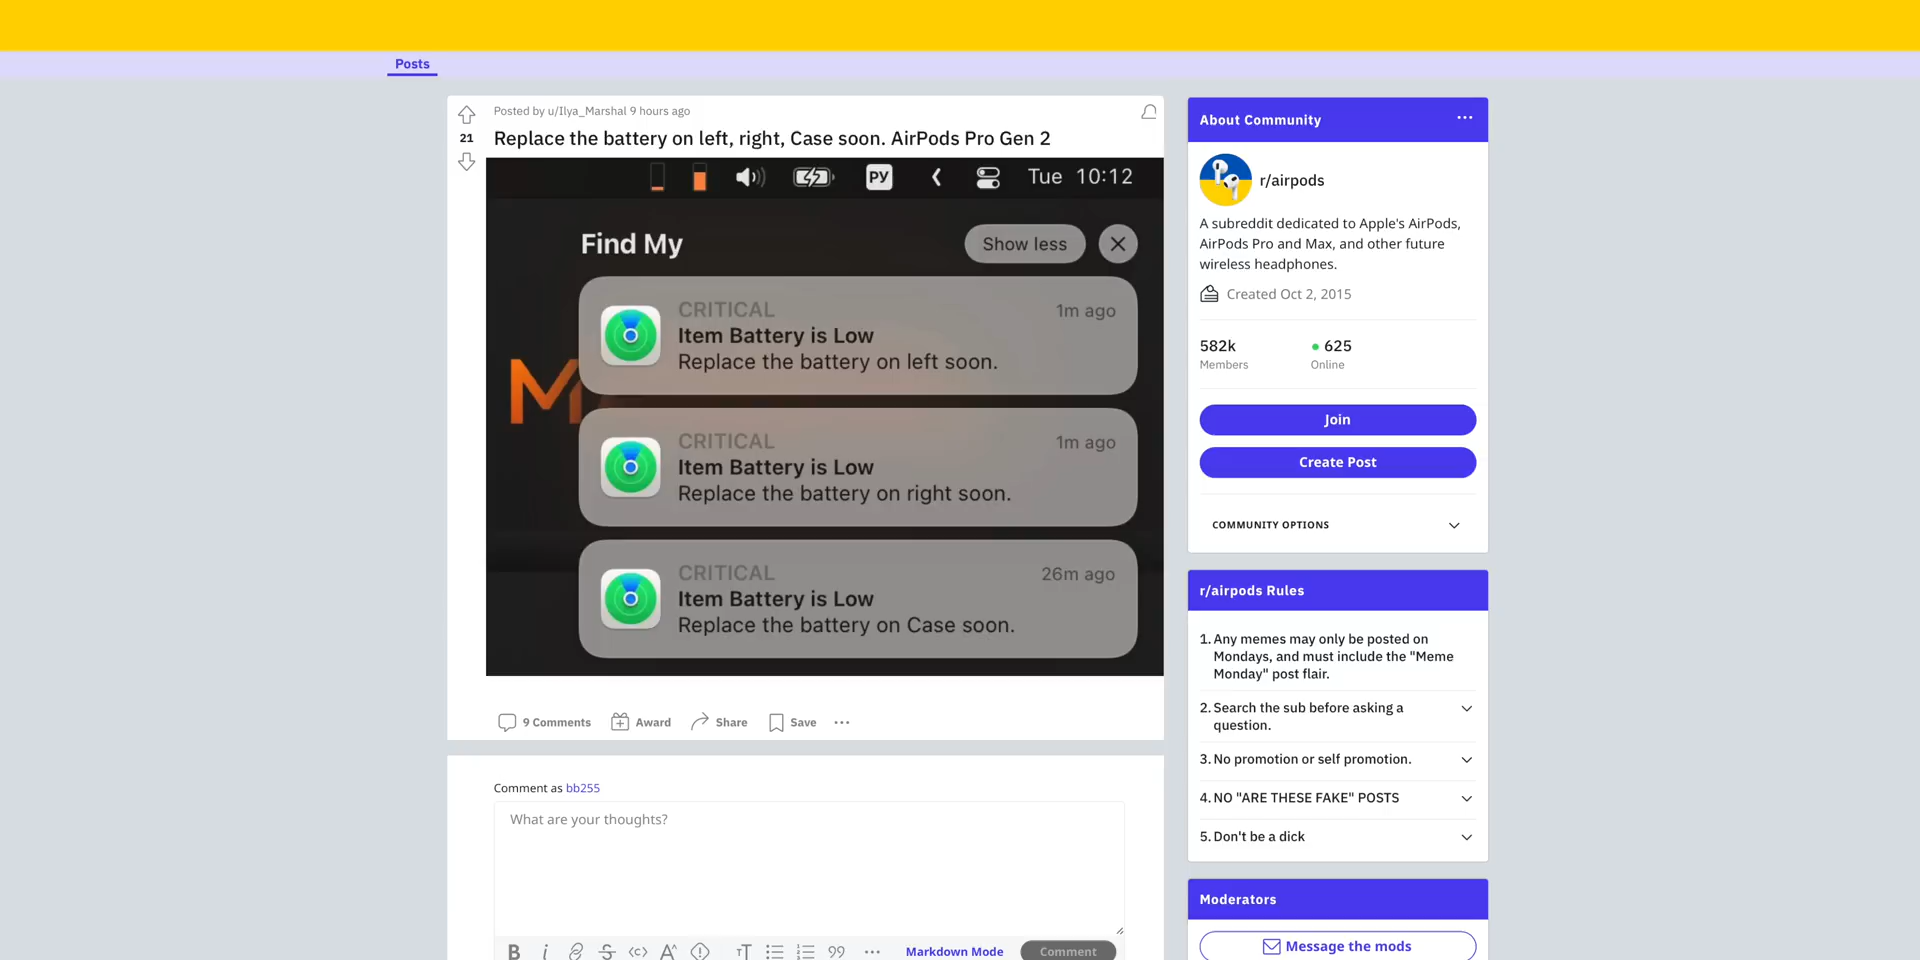 Posts
Posted by u/Ilya_Marshal 9 hours ago
21
Replace the battery on left, right, Case soon. AirPods Pro Gen 2
РУ
Tue 10:12
Find My
Show less
CRITICAL
1m ago
Item Battery is Low
Replace the battery on left soon.
M
CRITICAL
1m ago
Item Battery is Low
Replace the battery on right soon.
CRITICAL
26m ago
Item Battery is Low
Replace the battery on Case soon.
9 Comments
Award
Share
Save
Comment as bb255
What are your thoughts?
Markdown Mode
Comment
About Community
r/airpods
A subreddit dedicated to Apple's AirPods,
AirPods Pro and Max, and other future
wireless headphones.
Created Oct 2, 2015
582k
625
Members
Online
Join
Create Post
COMMUNITY OPTIONS
r/airpods Rules
1. Any memes may only be posted on
Mondays, and must include the "Meme
Monday" post flair.
2. Search the sub before asking a
question.
3. No promotion or self promotion.
4. NO "ARE THESE FAKE" POSTS
5. Don't be a dick
Moderators
Message the mods